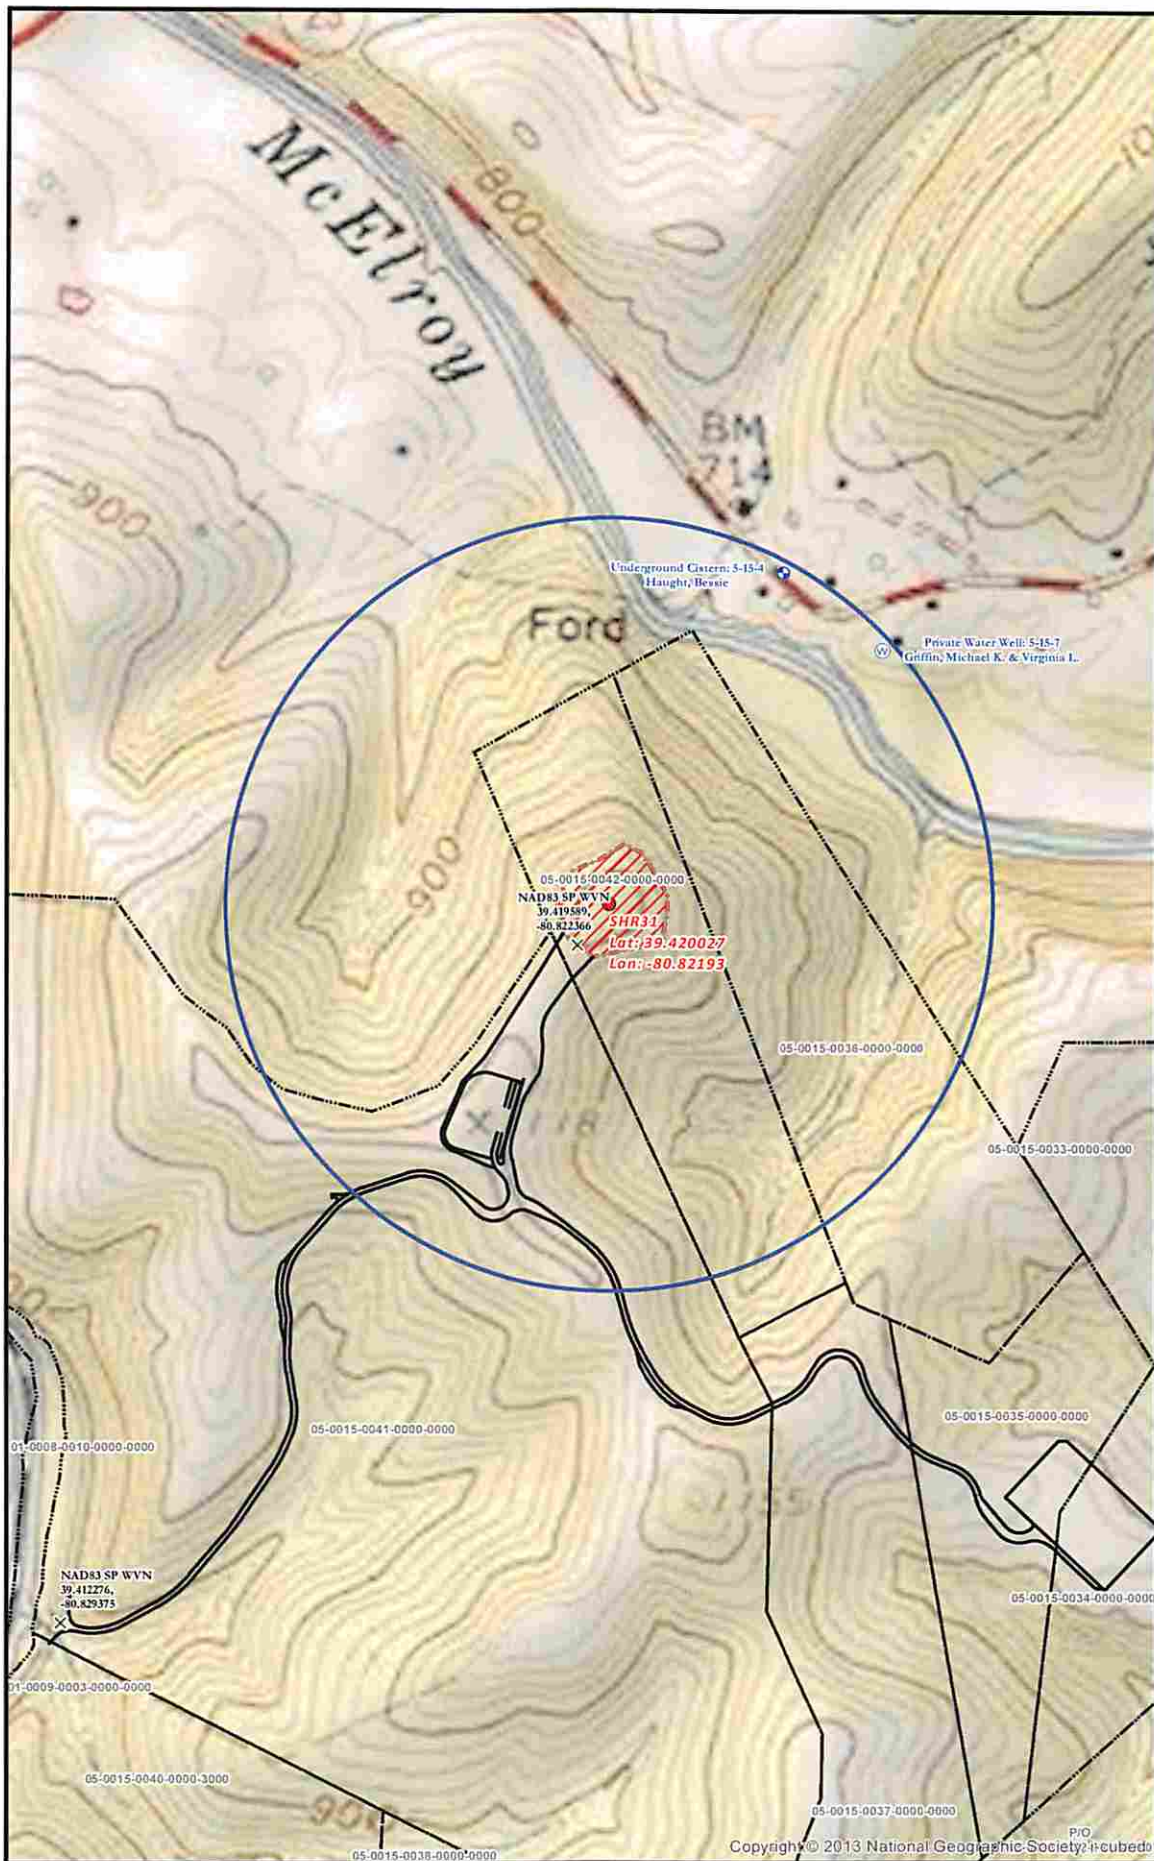 McElroy
800
BM
714
900
Underground Cistern: 5-15-4
Haught, Bessie
Ford
Private Water Well: 5-15-7
Griffin, Michael K. & Virginia L.
W
900
05-0015-0042-0000-0000
NAD83 SP WVN
39.419589,
-80.822366
SHR31
Lat: 39.420027
Lon: -80.82193
05-0015-0036-0000-0000
05-0015-0033-0000-0000
05-0015-0035-0000-0000
05-0015-0041-0000-0000
01-0008-0010-0000-0000
NAD83 SP WVN
39.412276,
-80.829375
05-0015-0034-0000-0000
01-0009-0003-0000-0000
05-0015-0040-0000-3000
05-0015-0037-0000-0000
P/O
Copyright:© 2013 National Geographic Society, i-cubed
05-0015-0038-0000-0000